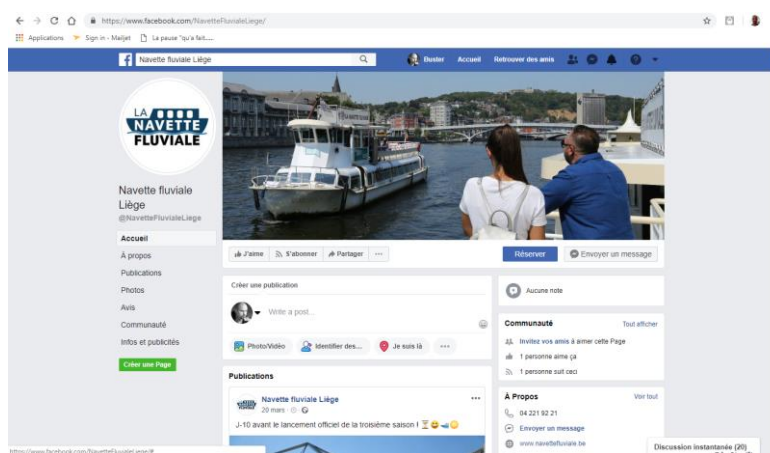 https://www.facebook.com/NavetteFluvialeLiege/
Applications Sign in - Mailjet La pause "qu'a fait......
Navette fluviale Liège
Buster Accueil Retrouver des amis
LA
NAVETTE
FLUVIALE
Navette fluviale
Liège
@NavetteFluvialeLiege
Accueil
À propos
Publications
Photos
Avis
Communauté
Infos et publicités
Créer une Page
J'aime S'abonner Partager ...
Réserver Envoyer un message
Créer une publication
Write a post...
Photo/Vidéo Identifier des... Je suis là ...
Publications
Navette fluviale Liège ...
20 mars
J-10 avant le lancement officiel de la troisième saison !
Aucune note
Communauté Tout afficher
Invitez vos amis à aimer cette Page
1 personne aime ça
1 personne suit ceci
À Propos Voir tout
04 221 92 21
Envoyer un message
www.navettefluviale.be
Discussion instantanée (20)
https://www.facebook.com/NavetteFluvialeLiege/#